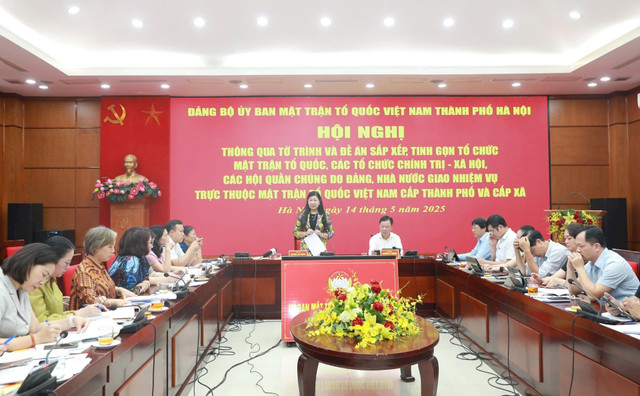 ĐẢNG BỘ ỦY BAN MẶT TRẬN TỔ QUỐC VIỆT NAM THÀNH PHỐ HÀ NỘI
HỘI NGHỊ
THÔNG QUA TỜ TRÌNH VÀ ĐỀ ÁN SẮP XẾP, TINH GỌN TỔ CHỨC
MẶT TRẬN TỔ QUỐC, CÁC TỔ CHỨC CHÍNH TRỊ - XÃ HỘI,
CÁC HỘI QUẦN CHÚNG DO ĐẢNG, NHÀ NƯỚC GIAO NHIỆM VỤ
TRỰC THUỘC MẶT TRẬN TỔ QUỐC VIỆT NAM CẤP THÀNH PHỐ VÀ CẤP XÃ
Hà N , ngày 14 tháng 5 năm 2025
BAN MẶT T